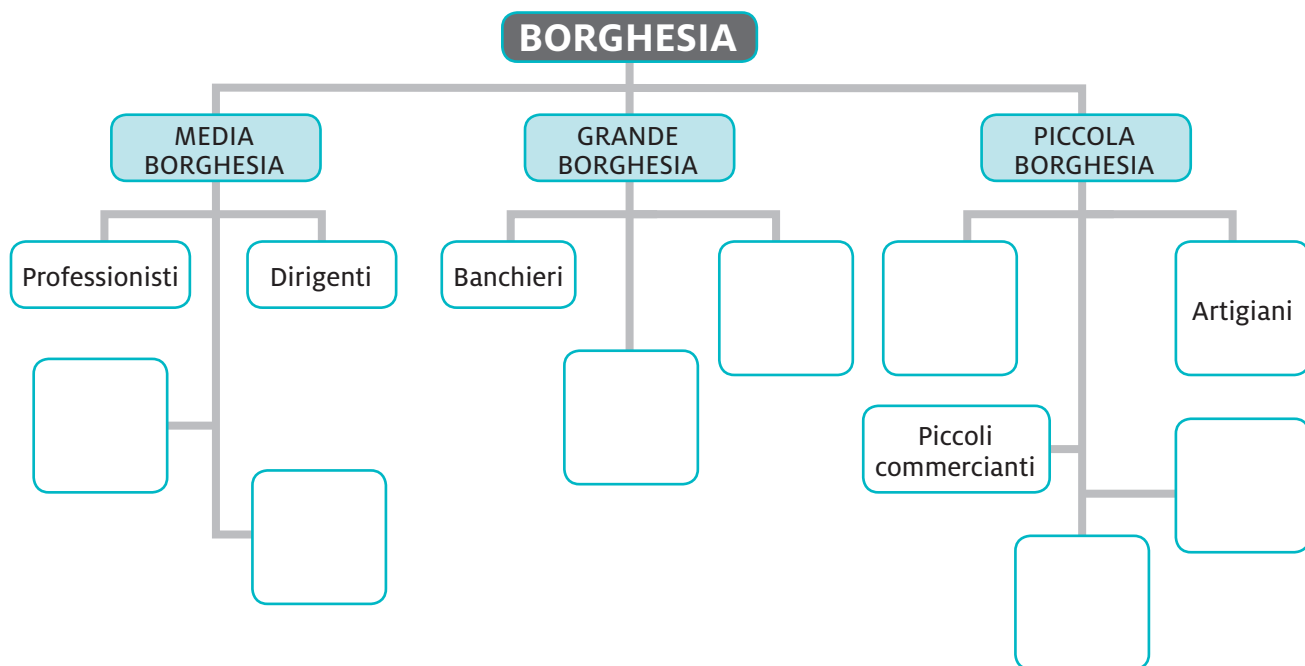 BORGHESIA
MEDIA
BORGHESIA
GRANDE
BORGHESIA
PICCOLA
BORGHESIA
Professionisti
Dirigenti
Banchieri
Artigiani
Piccoli
commercianti